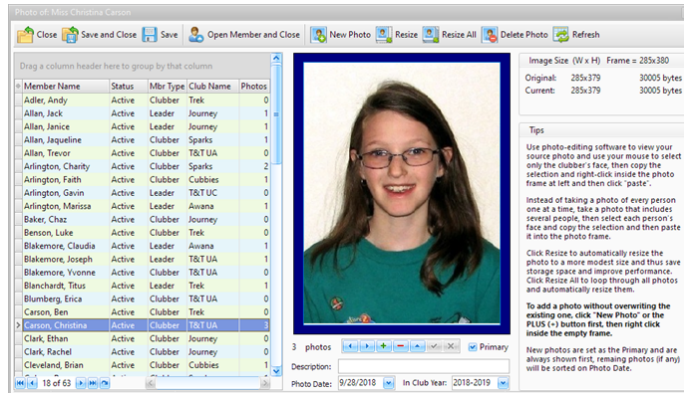 Photo of: Miss Christina Carson
Close Save and Close Save Open Member and Close New Photo Resize Resize All Delete Photo Refresh
Drag a column header here to group by that column
Member Name Status Mbr Type Club Name Photos
Adler, Andy Active Clubber Trek 0
Allan, Jack Active Leader Journey 1
Allan, Janice Active Leader Journey 1
Allan, Jaqueline Active Clubber Sparks 1
Allan, Trevor Active Clubber T&T UA 0
Arlington, Charity Active Clubber Sparks 2
Arlington, Faith Active Clubber Cubbies 1
Arlington, Gavin Active Leader T&T UC 0
Arlington, Marissa Active Leader Awana 1
Baker, Chaz Active Clubber Journey 0
Benson, Luke Active Clubber Trek 0
Blakemore, Claudia Active Leader Awana 1
Blakemore, Joseph Active Leader T&T UA 1
Blakemore, Yvonne Active Clubber T&T UA 1
Blanchardt, Titus Active Leader Trek 1
Blumberg, Erica Active Clubber T&T UA 0
Carson, Ben Active Clubber Trek 0
Carson, Christina Active Clubber T&T UA 3
Clark, Ethan Active Clubber Journey 0
Clark, Rachel Active Clubber Journey 0
Cleveland, Brian Active Clubber Cubbies 1
18 of 63
3 photos Primary
Description:
Photo Date: 9/28/2018 In Club Year: 2018-2019
Image Size (W x H) Frame = 285x380
Original: 285x379 30005 bytes
Current: 285x379 30005 bytes
Tips
Use photo-editing software to view your
source photo and use your mouse to select
only the clubber's face, then copy the
selection and right-click inside the photo
frame at left and then click 'paste'.
Instead of taking a photo of every person
one at a time, take a photo that includes
several people, then select each person's
face and copy the selection and then paste
it into the photo frame.
Click Resize to automatically resize the
photo to a more modest size and thus save
storage space and improve performance.
Click Resize All to loop through all photos
and automatically resize them.
To add a photo without overwriting the
existing one, click "New Photo" or the
PLUS (+) button first, then right click
inside the empty frame.
New photos are set as the Primary and are
always shown first, remaing photos (if any)
will be sorted on Photo Date.